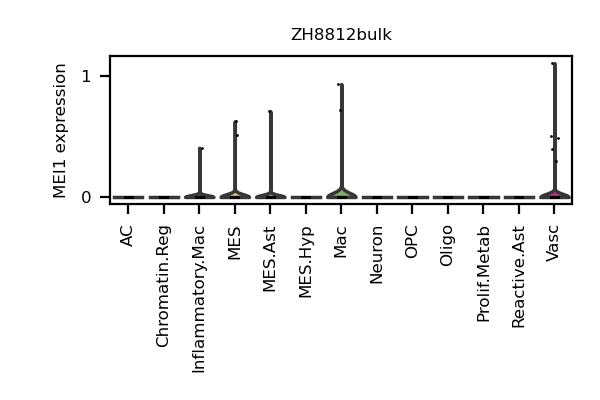 ZH8812bulk
MEI1 expression
1
0
AC
Chromatin.Reg
Inflammatory.Mac
MES
MES.Ast
MES.Hyp
Mac
Neuron
OPC
Oligo
Prolif.Metab
Reactive.Ast
Vasc